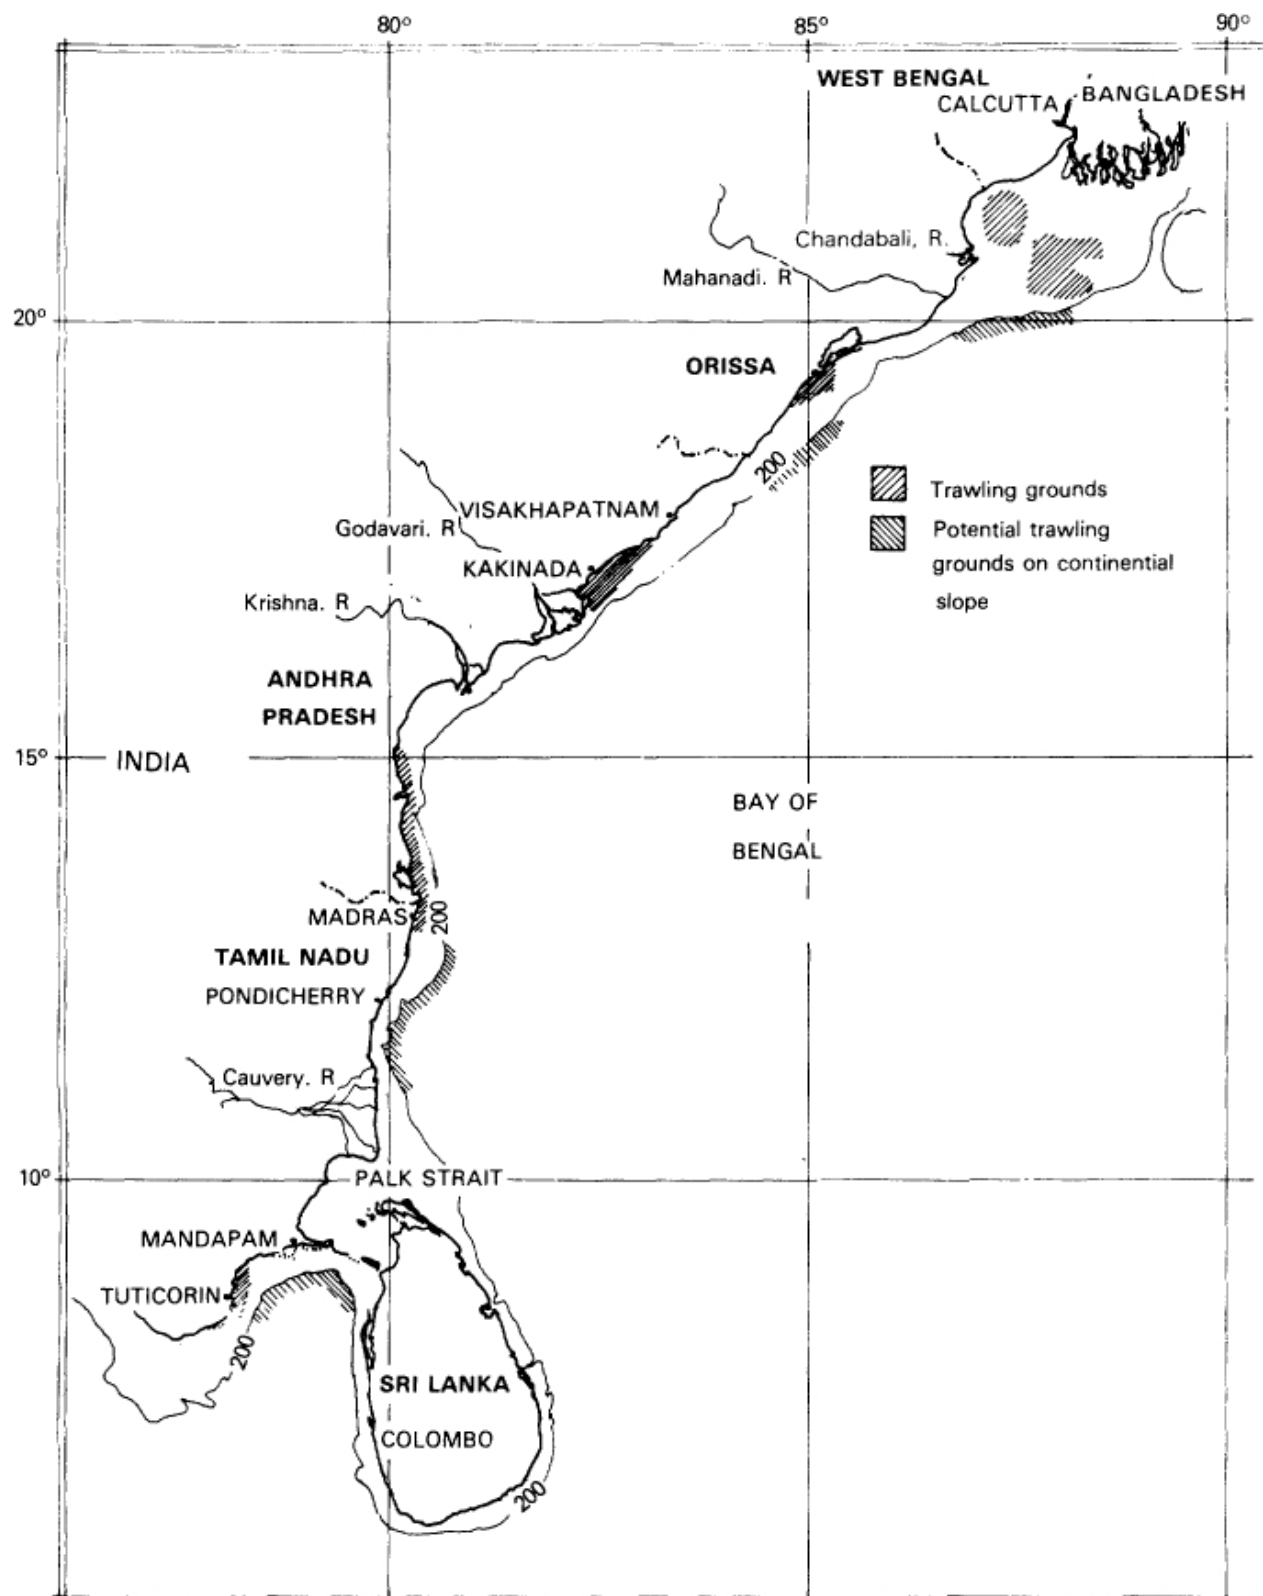 80°
85°
90°
WEST BENGAL
CALCUTTA
BANGLADESH
Chandabali, R.
Mahanadi. R
20°
ORISSA
200
VISAKHAPATNAM
Godavari. R
KAKINADA
Krishna. R
Trawling grounds
Potential trawling
grounds on continential
slope
ANDHRA
PRADESH
15°
INDIA
BAY OF
BENGAL
MADRAS
200
TAMIL NADU
PONDICHERRY
Cauvery. R
10°
PALK STRAIT
MANDAPAM
TUTICORIN
200
SRI LANKA
COLOMBO
200